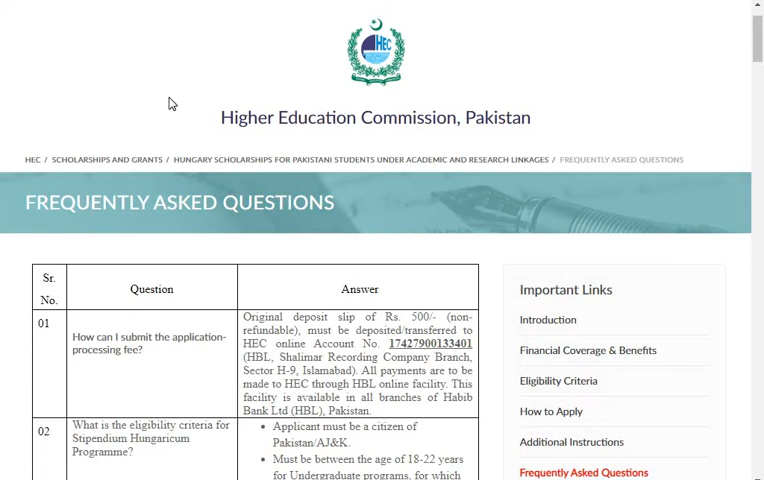 HEC
Higher Education Commission, Pakistan
HEC / SCHOLARSHIPS AND GRANTS / HUNGARY SCHOLARSHIPS FOR PAKISTANI STUDENTS UNDER ACADEMIC AND RESEARCH LINKAGES / FREQUENTLY ASKED QUESTIONS
FREQUENTLY ASKED QUESTIONS
Sr.
No.
Question
Answer
01
How can I submit the application-
processing fee?
Original deposit slip of Rs. 500/- (non-
refundable), must be deposited/transferred to
HEC online Account No. 17427900133401
(HBL, Shalimar Recording Company Branch,
Sector H-9, Islamabad). All payments are to be
made to HEC through HBL online facility. This
facility is available in all branches of Habib
Bank Ltd (HBL), Pakistan.
02
What is the eligibility criteria for
Stipendium Hungaricum
Programme?
• Applicant must be a citizen of
Pakistan/AJ&K.
• Must be between the age of 18-22 years
for Undergraduate programs, for which
Important Links
Introduction
Financial Coverage & Benefits
Eligibility Criteria
How to Apply
Additional Instructions
Frequently Asked Questions